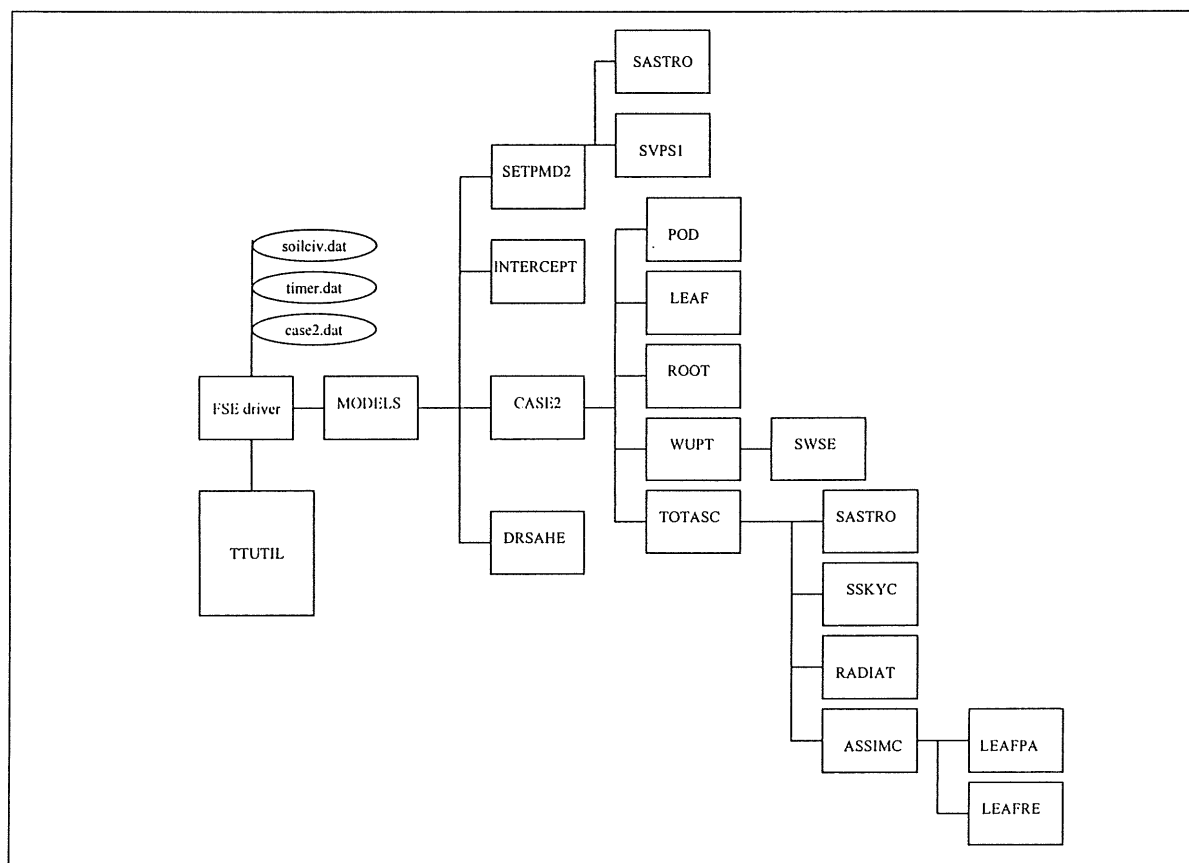 SASTRO
SVPS1
SETPMD2
POD
soilciv.dat
INTERCEPT
timer.dat
LEAF
case2.dat
ROOT
FSE driver
MODELS
CASE2
WUPT
SWSE
TTUTIL
DRSAHE
TOTASC
SASTRO
SSKYC
RADIAT
ASSIMC
LEAFPA
LEAFRE